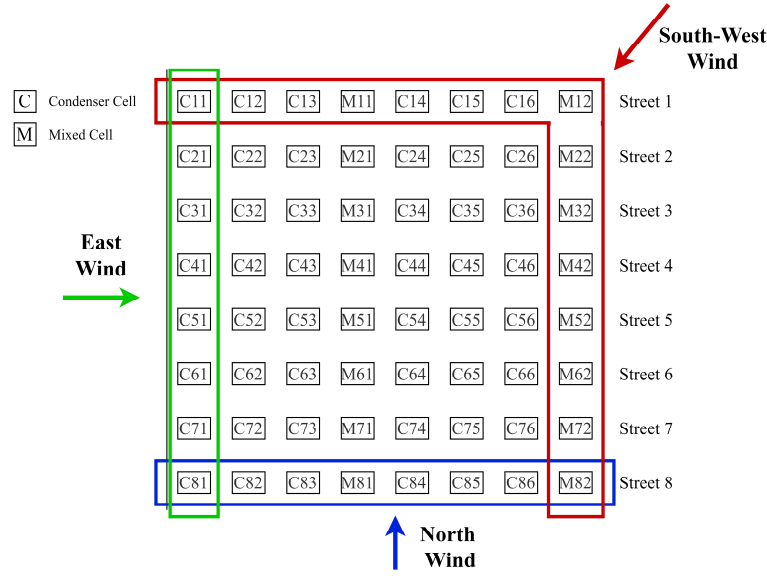 South-West
Wind
C Condenser Cell
M Mixed Cell
C11 C12 C13 M11 C14 C15 C16 M12 Street 1
C21 C22 C23 M21 C24 C25 C26 M22 Street 2
C31 C32 C33 M31 C34 C35 C36 M32 Street 3
East
Wind
C41 C42 C43 M41 C44 C45 C46 M42 Street 4
C51 C52 C53 M51 C54 C55 C56 M52 Street 5
C61 C62 C63 M61 C64 C65 C66 M62 Street 6
C71 C72 C73 M71 C74 C75 C76 M72 Street 7
C81 C82 C83 M81 C84 C85 C86 M82 Street 8
North
Wind